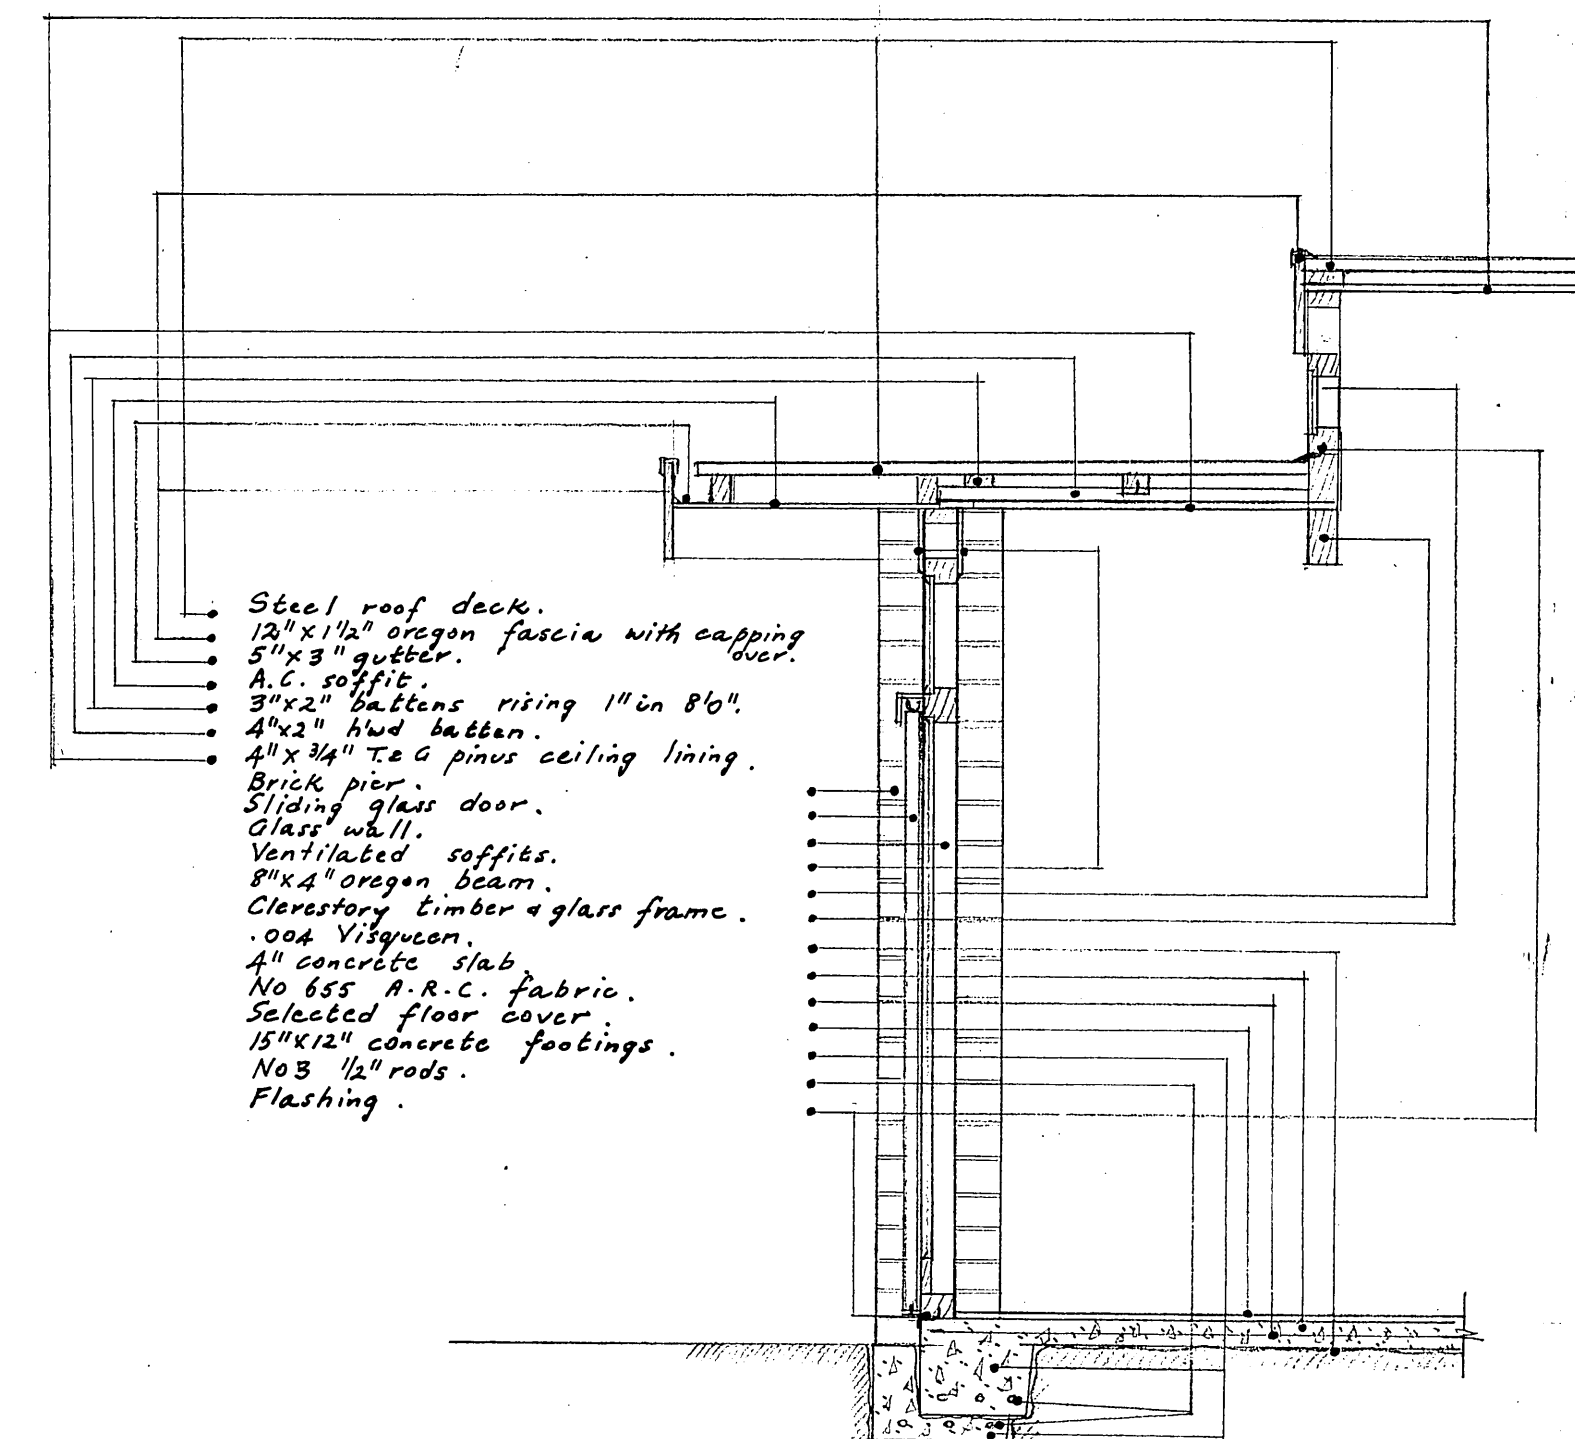 Steel roof deck.
12"x1½" oregon fascia with capping
over.
5"x3" gutter.
A.C. soffit.
3"x2" battens rising 1" in 8'0".
4"x2" h'wd batten.
4"x ¾" T.& G pinus ceiling lining.
Brick pier.
Sliding glass door.
Glass wall.
Ventilated soffits.
8"x4" oregon beam.
Clerestory timber & glass frame.
.004 Visqueen.
4" concrete slab.
No 655 A.R.C. fabric.
Selected floor cover.
15"x12" concrete footings.
No3 ½" rods.
Flashing.